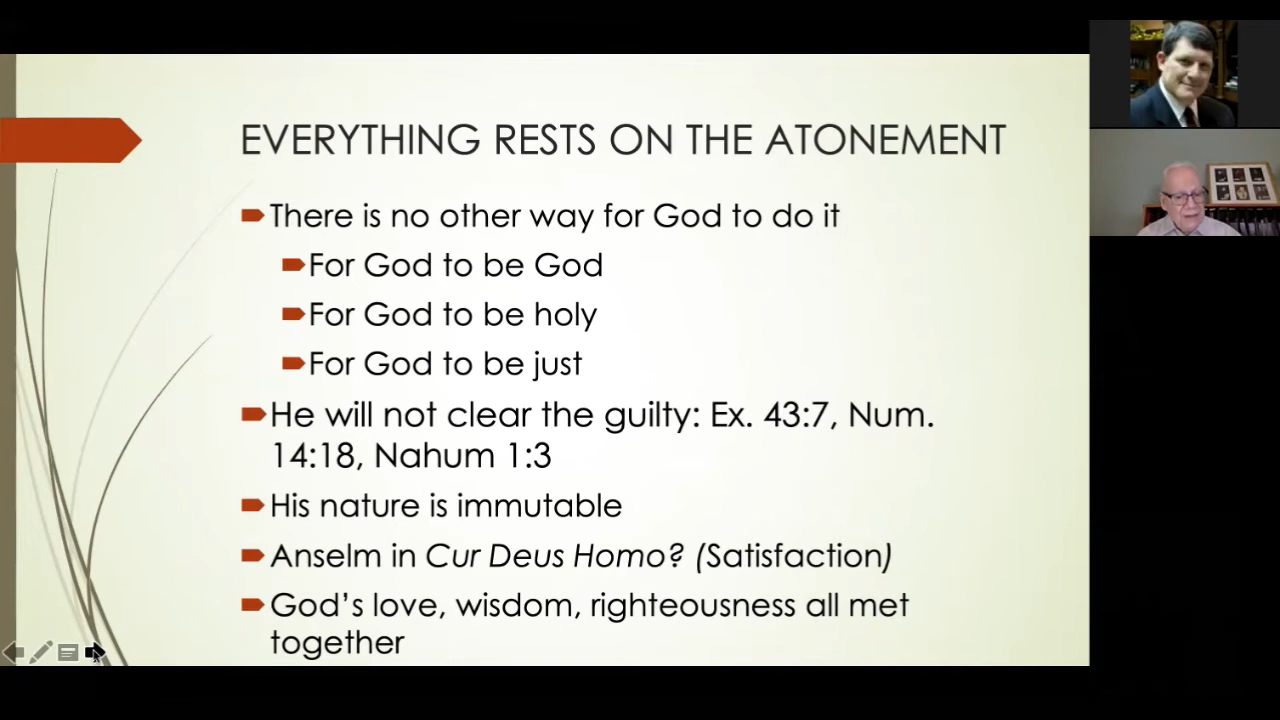 EVERYTHING RESTS ON THE ATONEMENT
There is no other way for God to do it
For God to be God
For God to be holy
For God to be just
He will not clear the guilty: Ex. 43:7, Num.
14:18, Nahum 1:3
His nature is immutable
Anselm in Cur Deus Homo? (Satisfaction)
God’s love, wisdom, righteousness all met
together